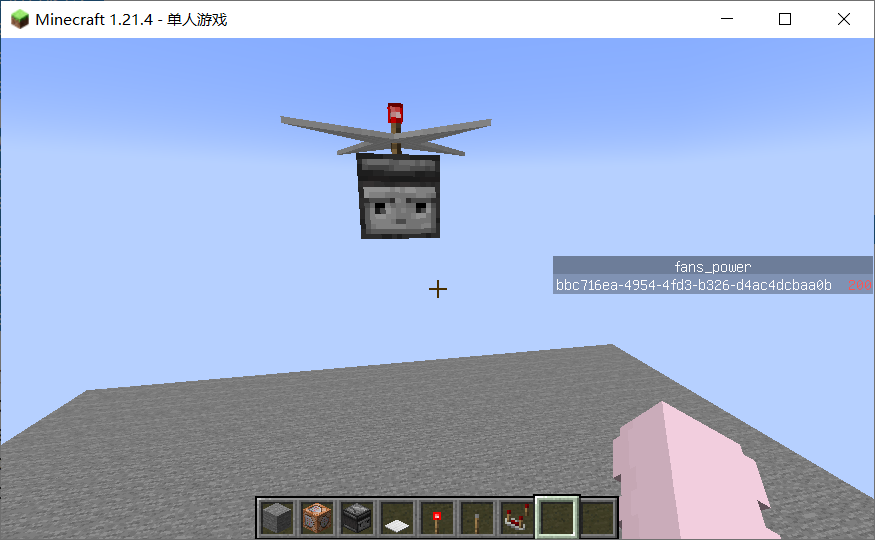 Minecraft 1.21.4 - 单人游戏
fans_power
bbc716ea-4954-4fd3-b326-d4ac4dcbaa0b